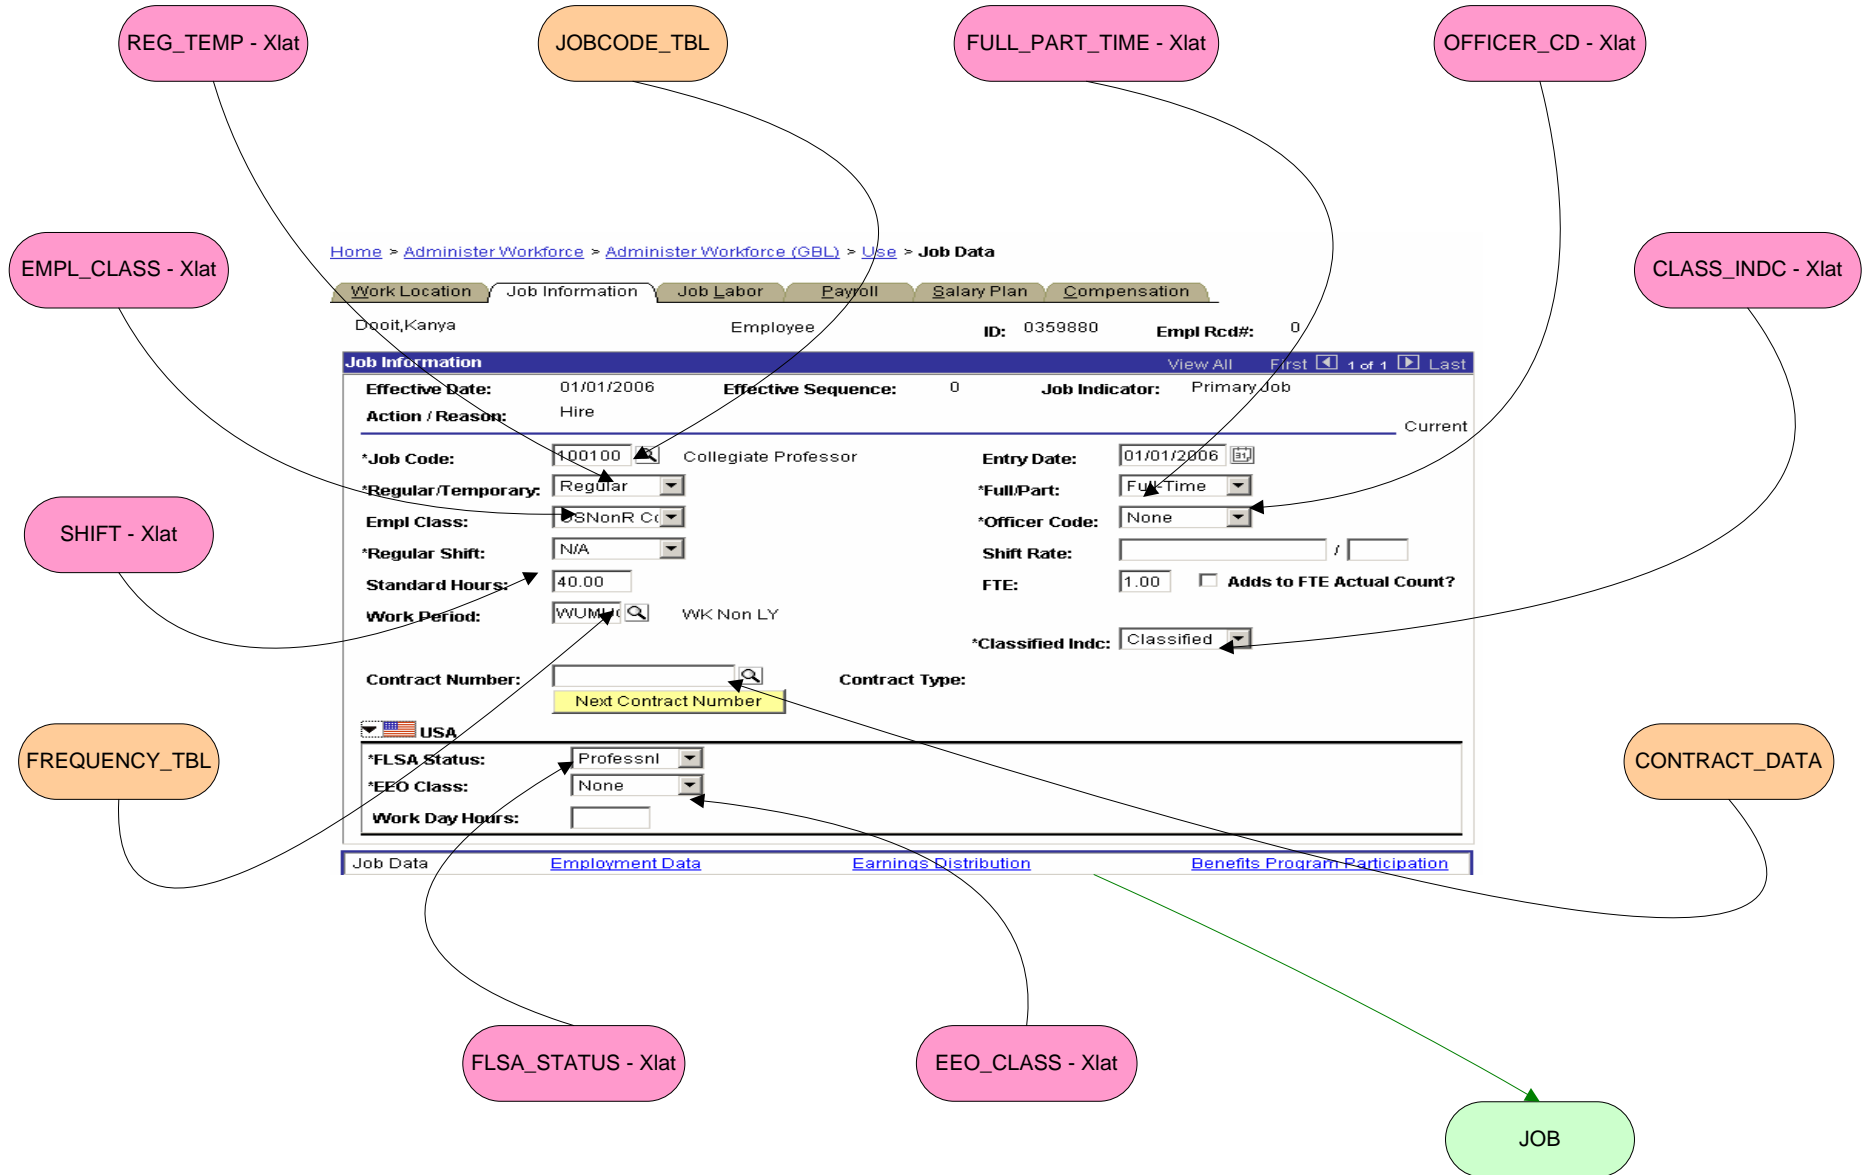 REG_TEMP - Xlat
JOBCODE_TBL
FULL_PART_TIME - Xlat
OFFICER_CD - Xlat
EMPL_CLASS - Xlat
CLASS_INDC - Xlat
SHIFT - Xlat
FREQUENCY_TBL
CONTRACT_DATA
Home > Administer Workforce > Administer Workforce (GBL) > Use > Job Data
Work Location Job Information Job Labor Payroll Salary Plan Compensation
Dooit,Kanya Employee ID: 0359880 Empl Rcd#: 0
Job Information View All First 1 of 1 Last
Effective Date: 01/01/2006 Effective Sequence: 0 Job Indicator: Primary Job
Action / Reason: Hire
Current
*Job Code: 100100 Collegiate Professor Entry Date: 01/01/2006 31
*Regular/Temporary: Regular *Full/Part: Full-Time
Empl Class: USNonR *Officer Code: None
*Regular Shift: N/A Shift Rate: /
Standard Hours: 40.00 FTE: 1.00 Adds to FTE Actual Count?
Work Period: WK Non LY
*Classified Indc: Classified
Contract Number: Contract Type:
Next Contract Number
USA
*FLSA Status: Professnl
*EEO Class: None
Work Day Hours:
Job Data Employment Data Earnings Distribution Benefits Program Participation
FLSA_STATUS - Xlat
EEO_CLASS - Xlat
JOB